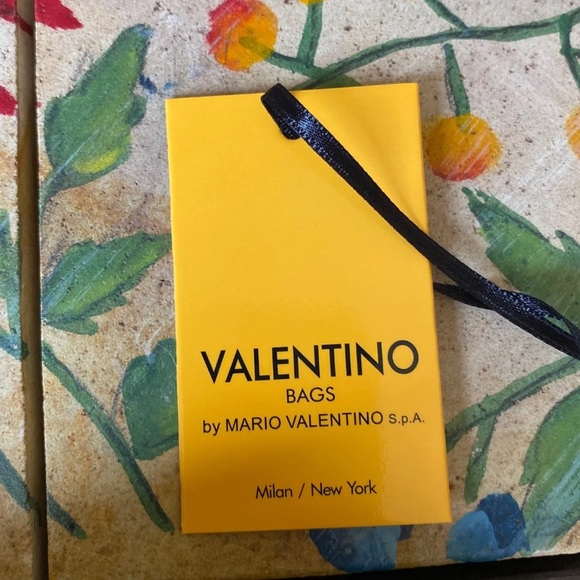 VALENTINO
BAGS
by MARIO VALENTINO S.p.A.
Milan / New York